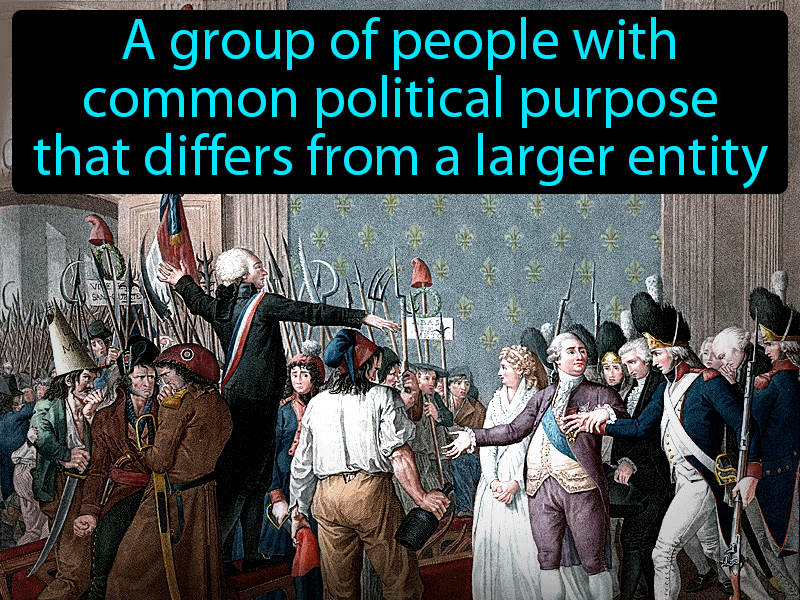 A group of people with
common political purpose
that differs from a larger entity